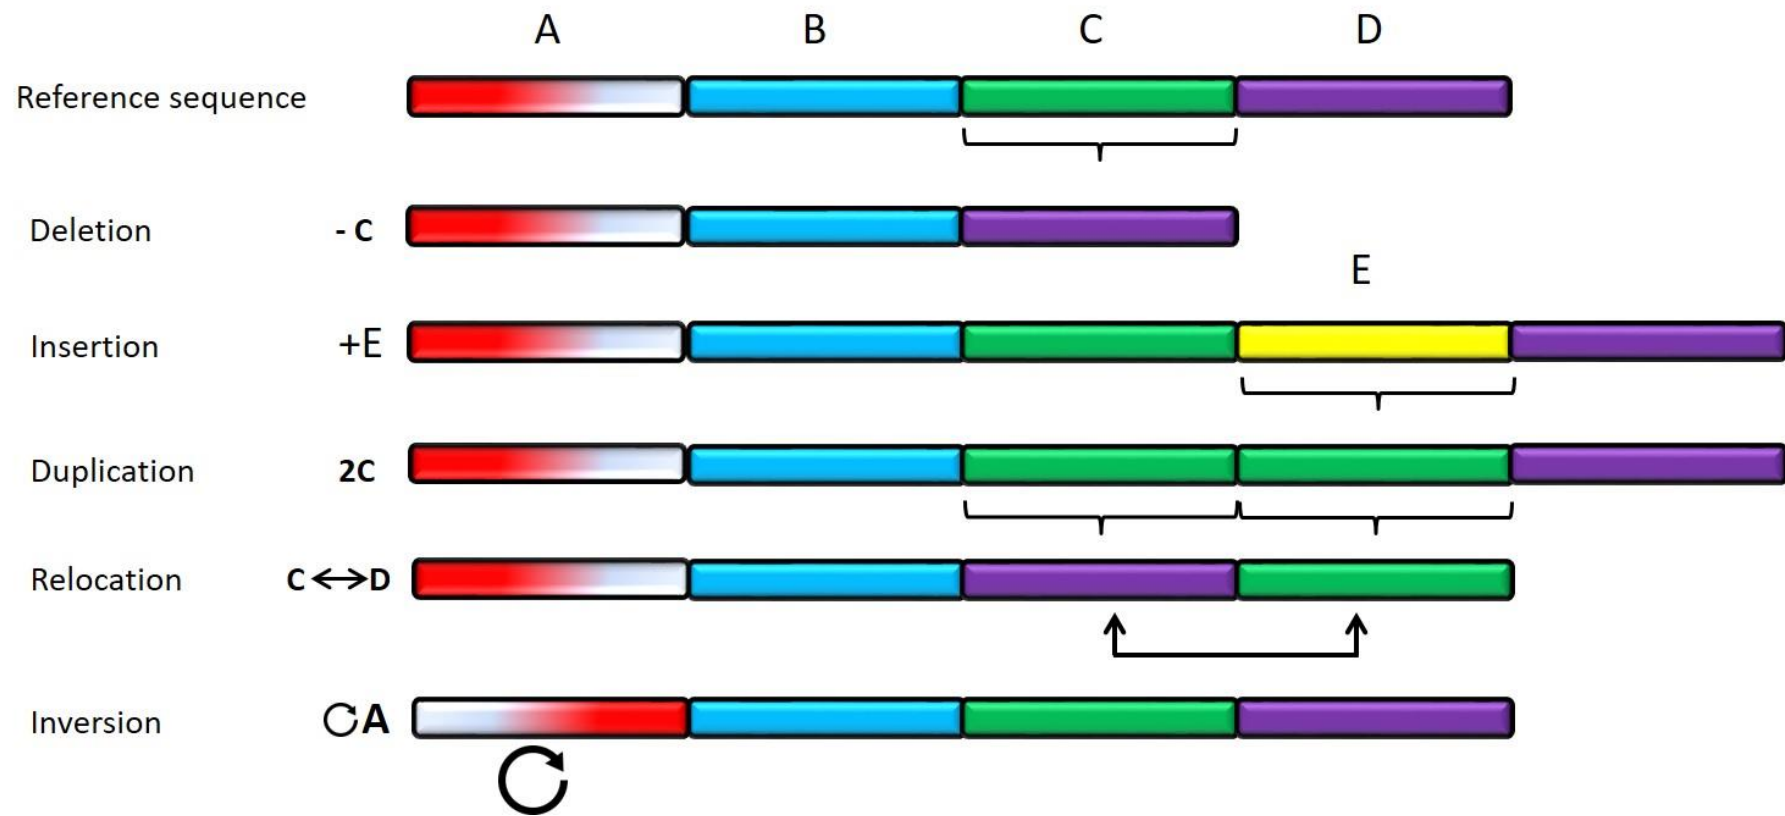 A B C D
Reference sequence
Deletion - C
E
Insertion +E
Duplication 2C
Relocation C ↔ D
Inversion ↻ A